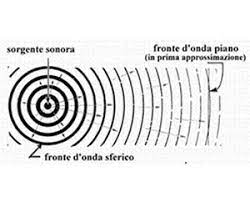 sorgente sonora
fronte d'onda piano
(in prima approssimazione)
fronte d'onda sferico